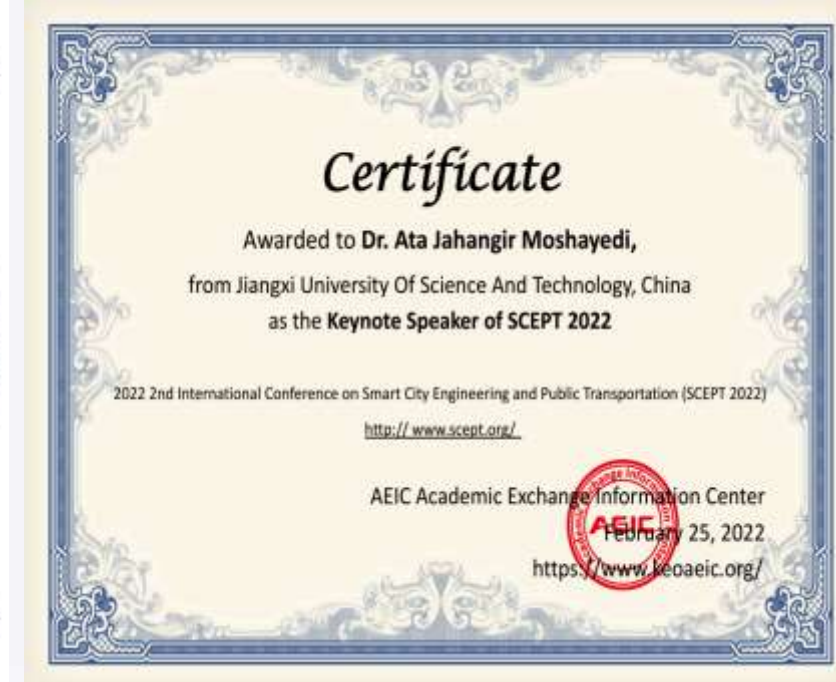 Certificate
Awarded to Dr. Ata Jahangir Moshayedi,
from Jiangxi University Of Science And Technology, China
as the Keynote Speaker of SCEPT 2022
2022 2nd International Conference on Smart City Engineering and Public Transportation (SCEPT 2022)
http:// www.scept.org/
AEIC Academic Exchange Information Center
AEIC
February 25, 2022
https://www.keoaeic.org/